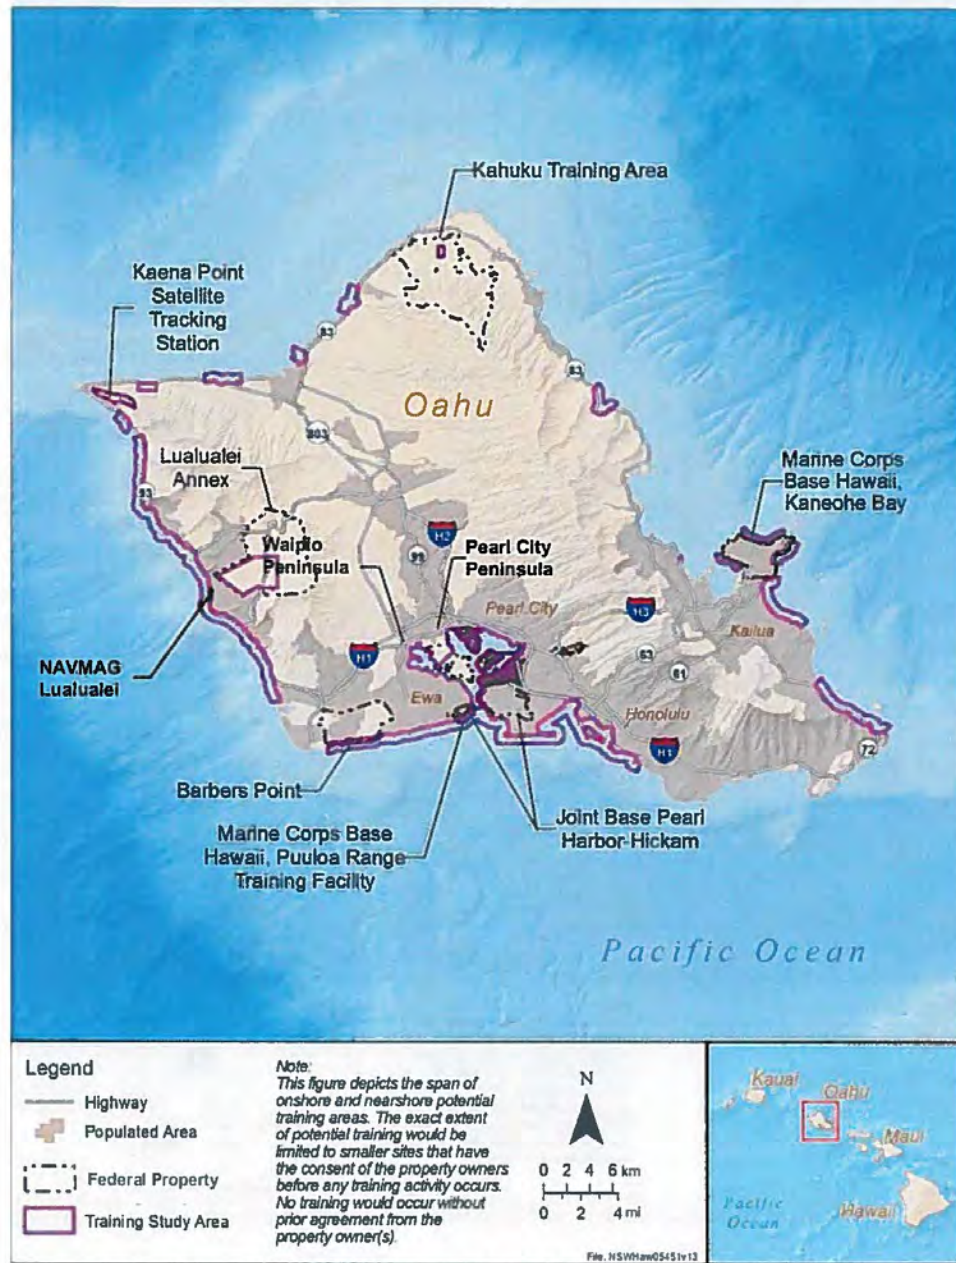 Kahuku Training Area
Kaena Point
Satellite
Tracking
Station
83
83
Oahu
803
Lualualei
Annex
Marine Corps
Base Hawaii,
Kaneohe Bay
93
H2
Waipio
Peninsula
99
Pearl City
Peninsula
Pearl City
H3
Kailua
H1
63
61
NAVMAG
Lualualei
Ewa
Honolulu
H1
72
Barbers Point
Marine Corps Base
Hawaii, Puuloa Range
Training Facility
Joint Base Pearl
Harbor-Hickam
Pacific Ocean
Legend
Highway
Populated Area
Federal Property
Training Study Area
Note:
This figure depicts the span of
onshore and nearshore potential
training areas. The exact extent
of potential training would be
limited to smaller sites that have
the consent of the property owners
before any training activity occurs.
No training would occur without
prior agreement from the
property owner(s).
N
0 2 4 6 km
0 2 4 mi
File: NSWHaw05451v13
Kauai
Oahu
Maui
Pacific
Ocean
Hawaii